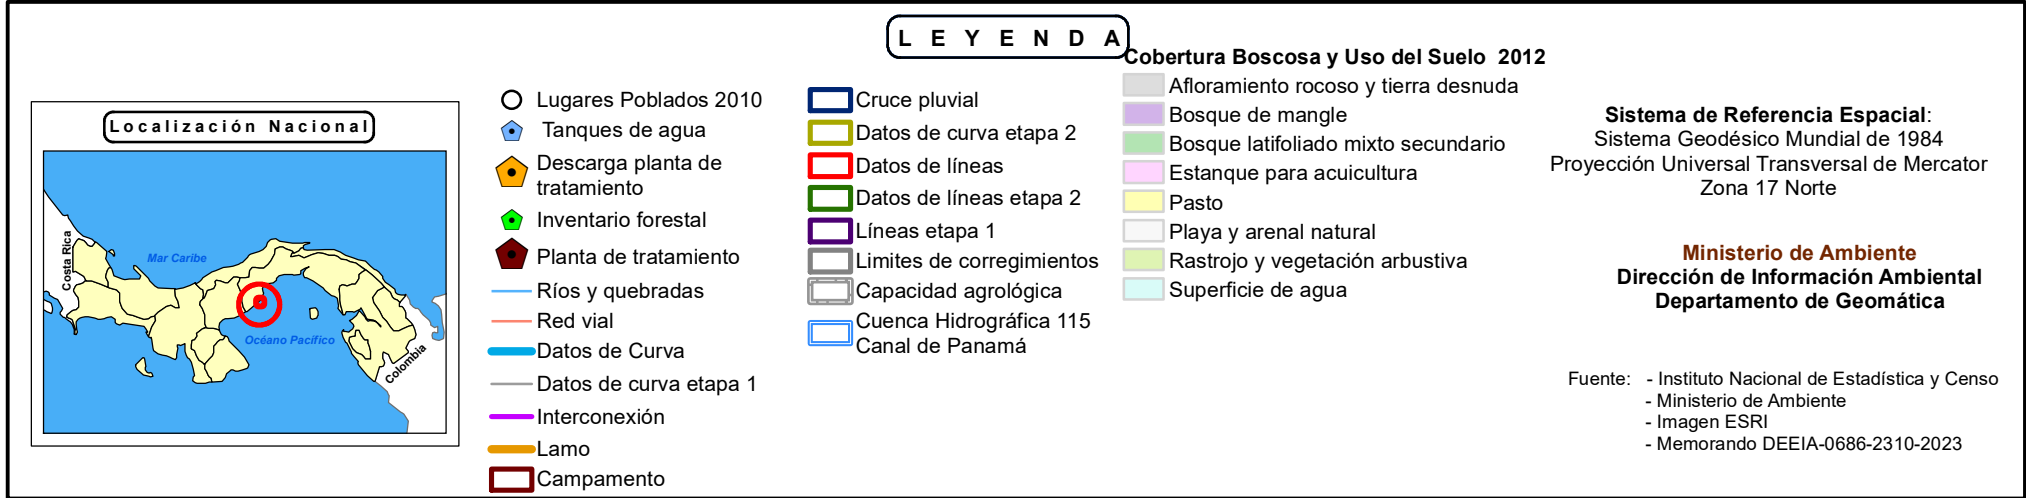 L E Y E N D A
Localización Nacional
Costa Rica
Mar Caribe
Océano Pacífico
Colombia
Lugares Poblados 2010
Tanques de agua
Descarga planta de
tratamiento
Inventario forestal
Planta de tratamiento
Ríos y quebradas
Red vial
Datos de Curva
Datos de curva etapa 1
Interconexión
Lamo
Campamento
Cruce pluvial
Datos de curva etapa 2
Datos de líneas
Datos de líneas etapa 2
Líneas etapa 1
Limites de corregimientos
Capacidad agrológica
Cuenca Hidrográfica 115
Canal de Panamá
Cobertura Boscosa y Uso del Suelo 2012
Afloramiento rocoso y tierra desnuda
Bosque de mangle
Bosque latifoliado mixto secundario
Estanque para acuicultura
Pasto
Playa y arenal natural
Rastrojo y vegetación arbustiva
Superficie de agua
Sistema de Referencia Espacial:
Sistema Geodésico Mundial de 1984
Proyección Universal Transversal de Mercator
Zona 17 Norte
Ministerio de Ambiente
Dirección de Información Ambiental
Departamento de Geomática
Fuente: - Instituto Nacional de Estadística y Censo
- Ministerio de Ambiente
- Imagen ESRI
- Memorando DEEIA-0686-2310-2023